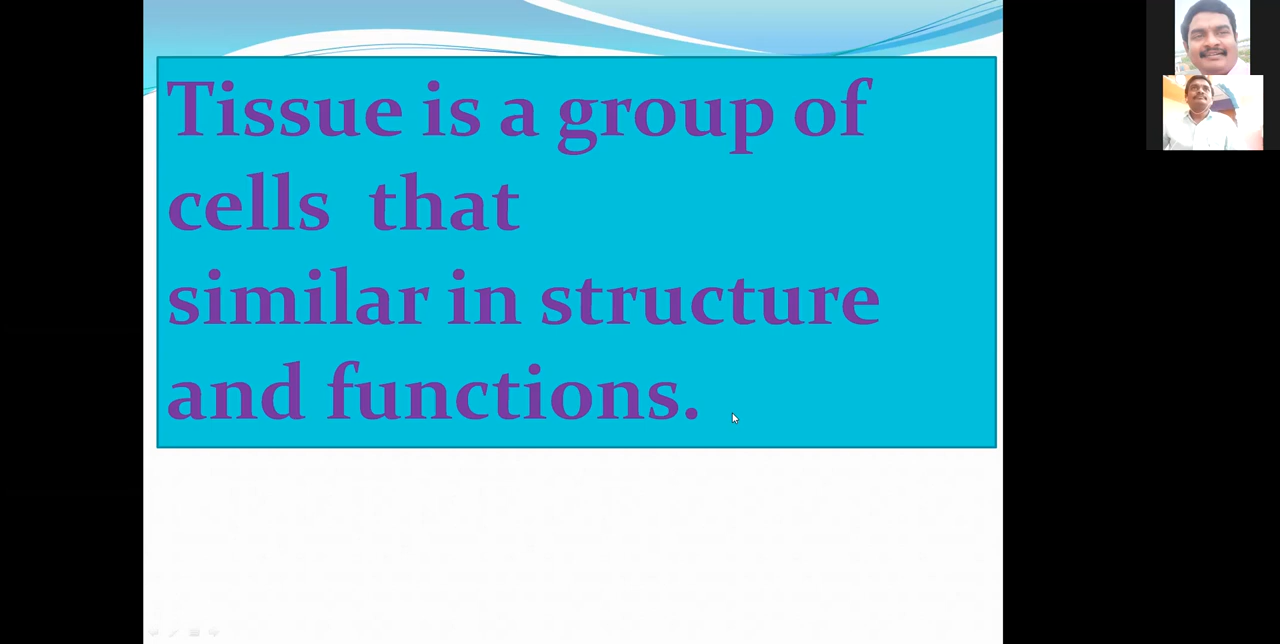 Tissue is a group of
cells that
similar in structure
and functions.